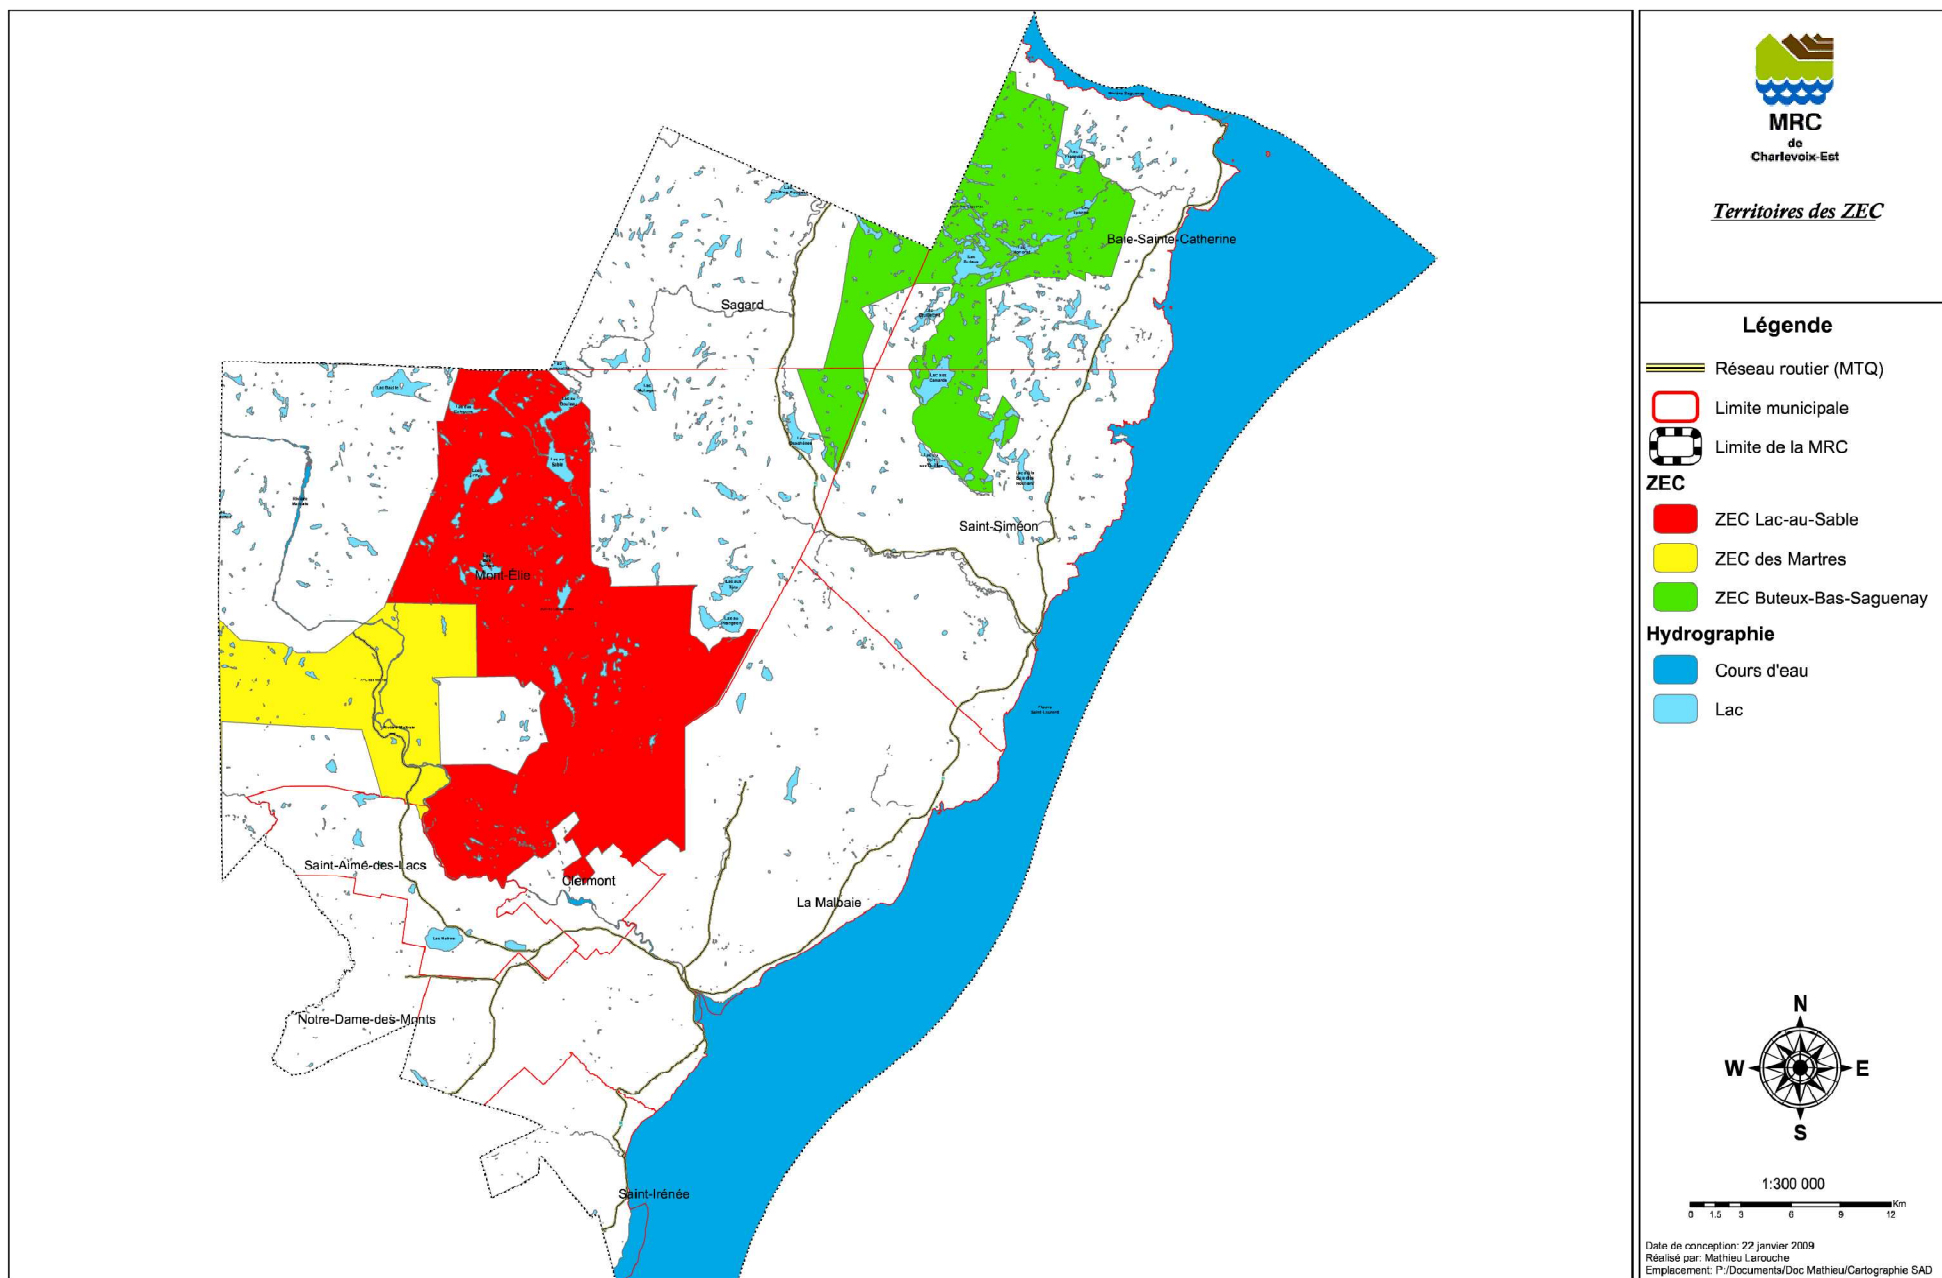 MRC
de
Charlevoix-Est
Territoires des ZEC
Légende
Réseau routier (MTQ)
Limite municipale
Limite de la MRC
ZEC
ZEC Lac-au-Sable
ZEC des Martres
ZEC Buteux-Bas-Saguenay
Hydrographie
Cours d'eau
Lac
N
W
E
S
1:300 000
Km
0 1.5 3 6 9 12
Date de conception: 22 janvier 2009
Réalisé par: Mathieu Larouche
Emplacement: P:/Documents/Doc Mathieu/Cartographie SAD
Baie-Sainte-Catherine
Sagard
Saint-Siméon
Mont-Élie
Saint-Aimé-des-Lacs
Clermont
La Malbaie
Notre-Dame-des-Monts
Saint-Irénée